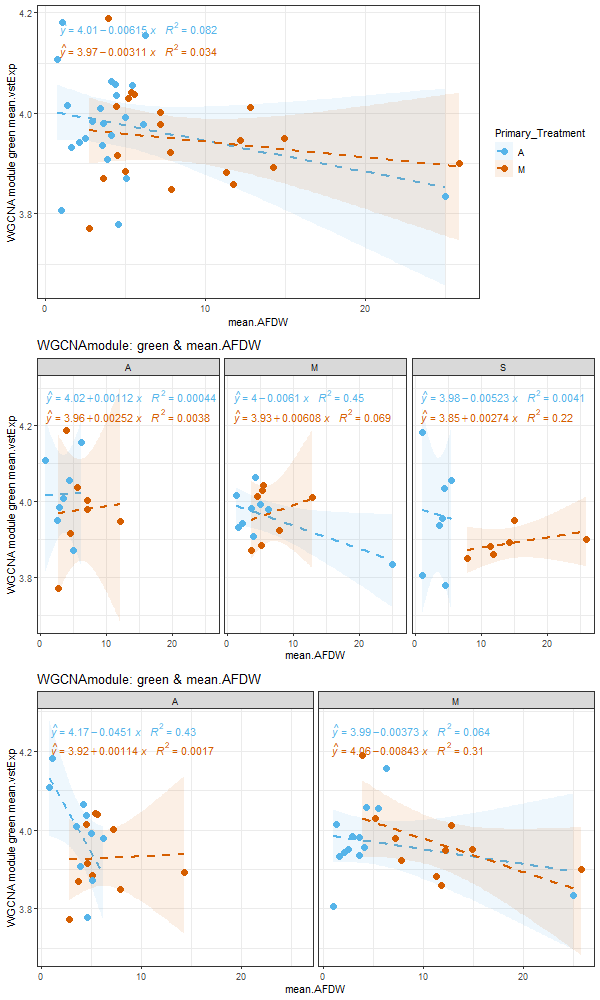 4.2
4.0
3.8
WGCNA module green mean.vstExp
ŷ = 4.01 − 0.00615 x R² = 0.082
ŷ = 3.97 − 0.00311 x R² = 0.034
0 10 20
mean.AFDW
Primary_Treatment
A
M
WGCNAmodule: green & mean.AFDW
A M S
4.2
4.0
3.8
WGCNA module green mean.vstExp
ŷ = 4.02 + 0.00112 x R² = 0.00044
ŷ = 3.96 + 0.00252 x R² = 0.0038
ŷ = 4 − 0.0061 x R² = 0.45
ŷ = 3.93 + 0.00608 x R² = 0.069
ŷ = 3.98 − 0.00523 x R² = 0.0041
ŷ = 3.85 + 0.00274 x R² = 0.22
0 10 20 0 10 20 0 10 20
mean.AFDW
WGCNAmodule: green & mean.AFDW
A M
4.2
4.0
3.8
WGCNA module green mean.vstExp
ŷ = 4.17 − 0.0451 x R² = 0.43
ŷ = 3.92 + 0.00114 x R² = 0.0017
ŷ = 3.99 − 0.00373 x R² = 0.064
ŷ = 4.06 − 0.00843 x R² = 0.31
0 10 20 0 10 20
mean.AFDW